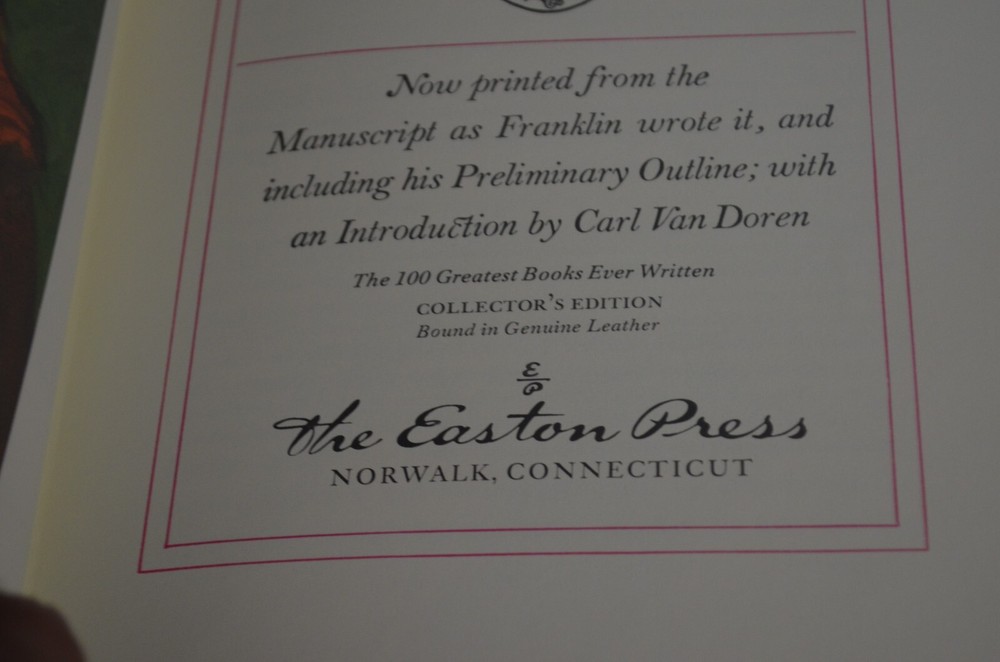 Now printed from the
Manuscript as Franklin wrote it, and
including his Preliminary Outline; with
an Introduction by Carl Van Doren
The 100 Greatest Books Ever Written
COLLECTOR'S EDITION
Bound in Genuine Leather
E
P
The Easton Press
NORWALK, CONNECTICUT